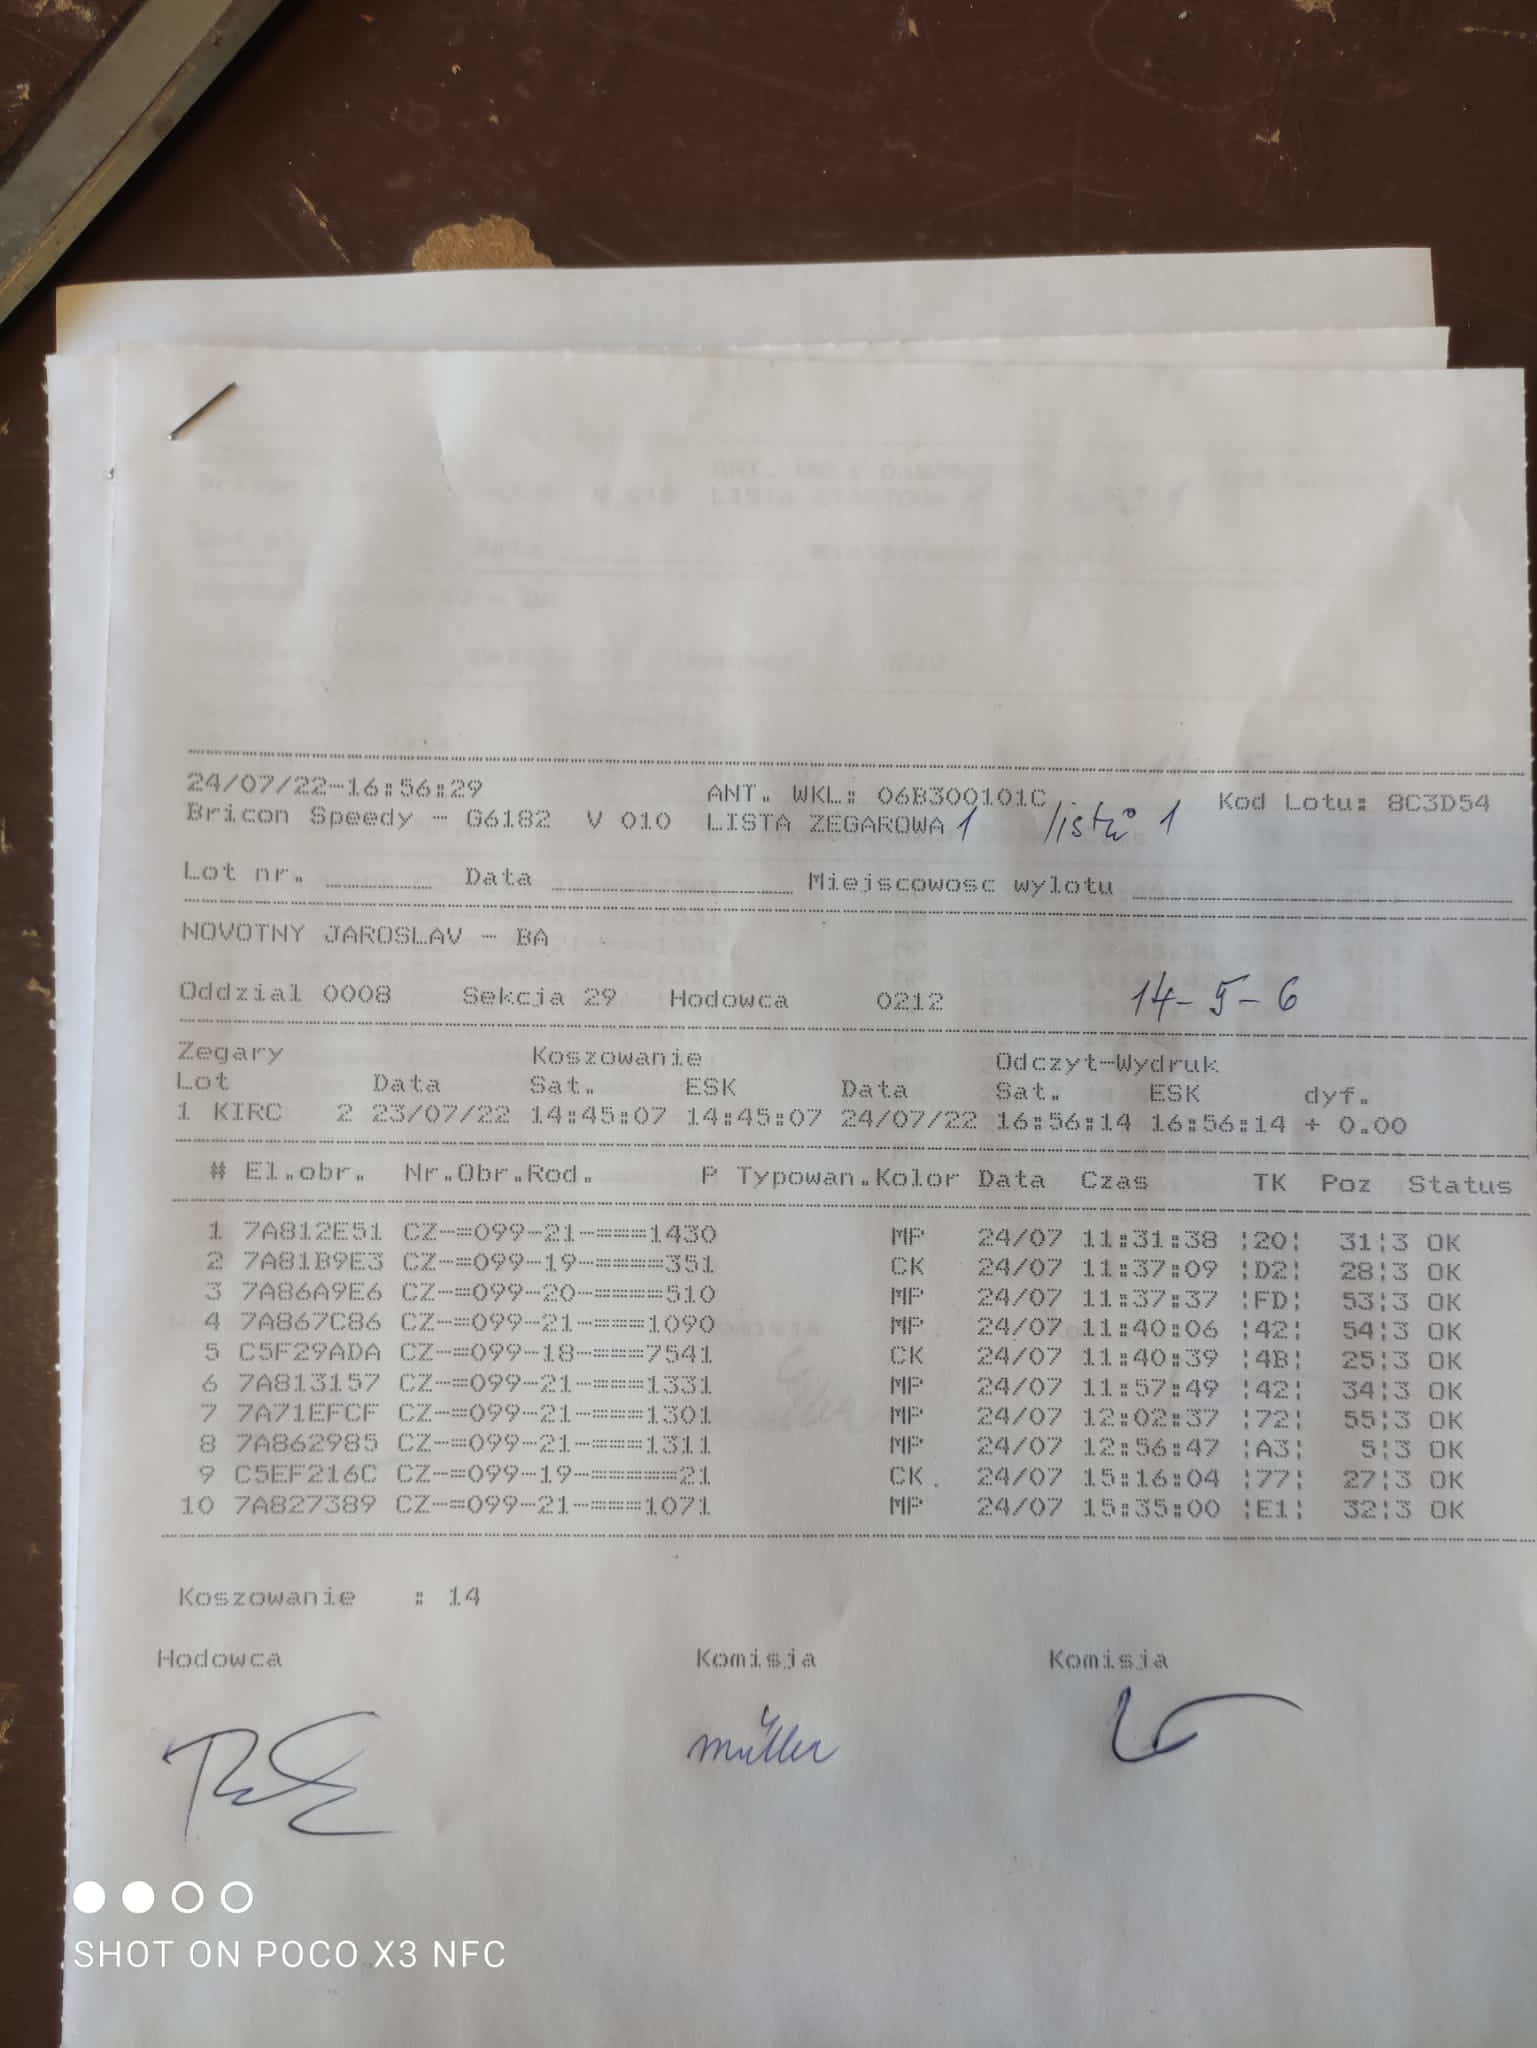 24/07/22-16:56:29 ANT. WKL: 06B300101C Kod Lotu: 8C3D54
Bricon Speedy - G6182 V 010 LISTA ZEGAROWA 1 listů 1
Lot nr. Data Miejscowosc wylotu
NOVOTNY JAROSLAV - BA
Oddzial 0008 Sekcja 29 Hodowca 0212 14-5-6
Zegary Koszowanie Odczyt-Wydruk
Lot Data Sat. ESK Data Sat. ESK dyf.
1 KIRC 2 23/07/22 14:45:07 14:45:07 24/07/22 16:56:14 16:56:14 + 0.00
# El.obr. Nr.Obr.Rod. P Typowan.Kolor Data Czas TK Poz Status
1 7A812E51 CZ-=099-21-===1430 MP 24/07 11:31:38 ¦20¦ 31¦3 OK
2 7A81B9E3 CZ-=099-19-====351 CK 24/07 11:37:09 ¦D2¦ 28¦3 OK
3 7A86A9E6 CZ-=099-20-====510 MP 24/07 11:37:37 ¦FD¦ 53¦3 OK
4 7A867C86 CZ-=099-21-===1090 MP 24/07 11:40:06 ¦42¦ 54¦3 OK
5 C5F29ADA CZ-=099-18-===7541 CK 24/07 11:40:39 ¦4B¦ 25¦3 OK
6 7A813157 CZ-=099-21-===1331 MP 24/07 11:57:49 ¦42¦ 34¦3 OK
7 7A71EFCF CZ-=099-21-===1301 MP 24/07 12:02:37 ¦72¦ 55¦3 OK
8 7A862985 CZ-=099-21-===1311 MP 24/07 12:56:47 ¦A3¦ 5¦3 OK
9 C5EF216C CZ-=099-19-=====21 CK 24/07 15:16:04 ¦77¦ 27¦3 OK
10 7A827389 CZ-=099-21-===1071 MP 24/07 15:35:00 ¦E1¦ 32¦3 OK
Koszowanie : 14
Hodowca Komisja Komisja
Müller
SHOT ON POCO X3 NFC